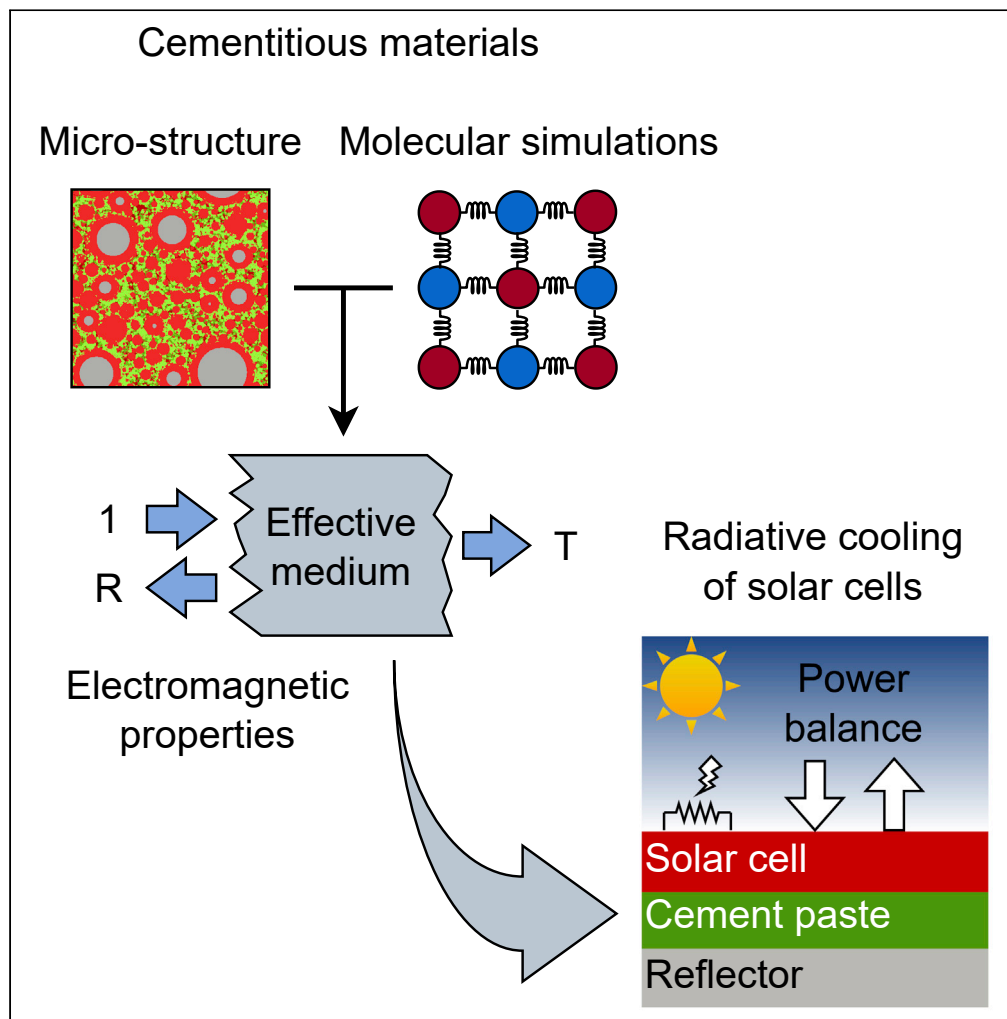 Cementitious materials
Micro-structure
Molecular simulations
1
R
Effective
medium
T
Electromagnetic
properties
Radiative cooling
of solar cells
Power
balance
Solar cell
Cement paste
Reflector